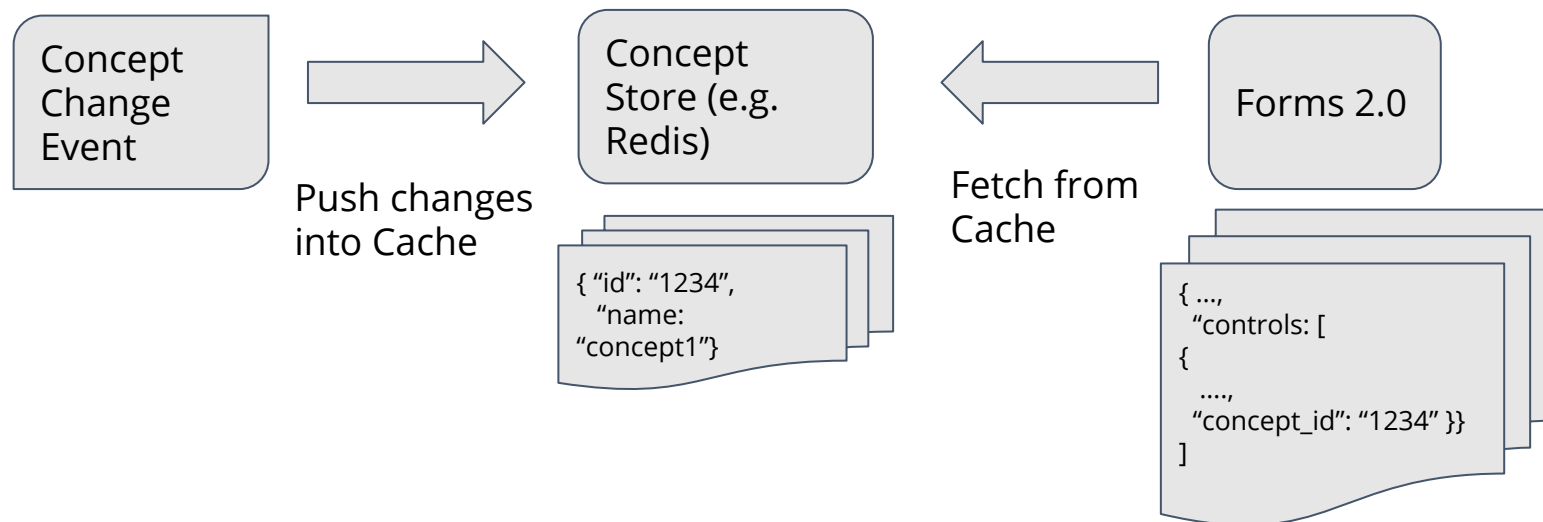 Concept
Change
Event
Push changes
into Cache
Concept
Store (e.g.
Redis)
{ “id”: “1234”,
“name:
“concept1”}
Fetch from
Cache
Forms 2.0
{ ...,
“controls: [
{
....,
“concept_id”: “1234” }}
]